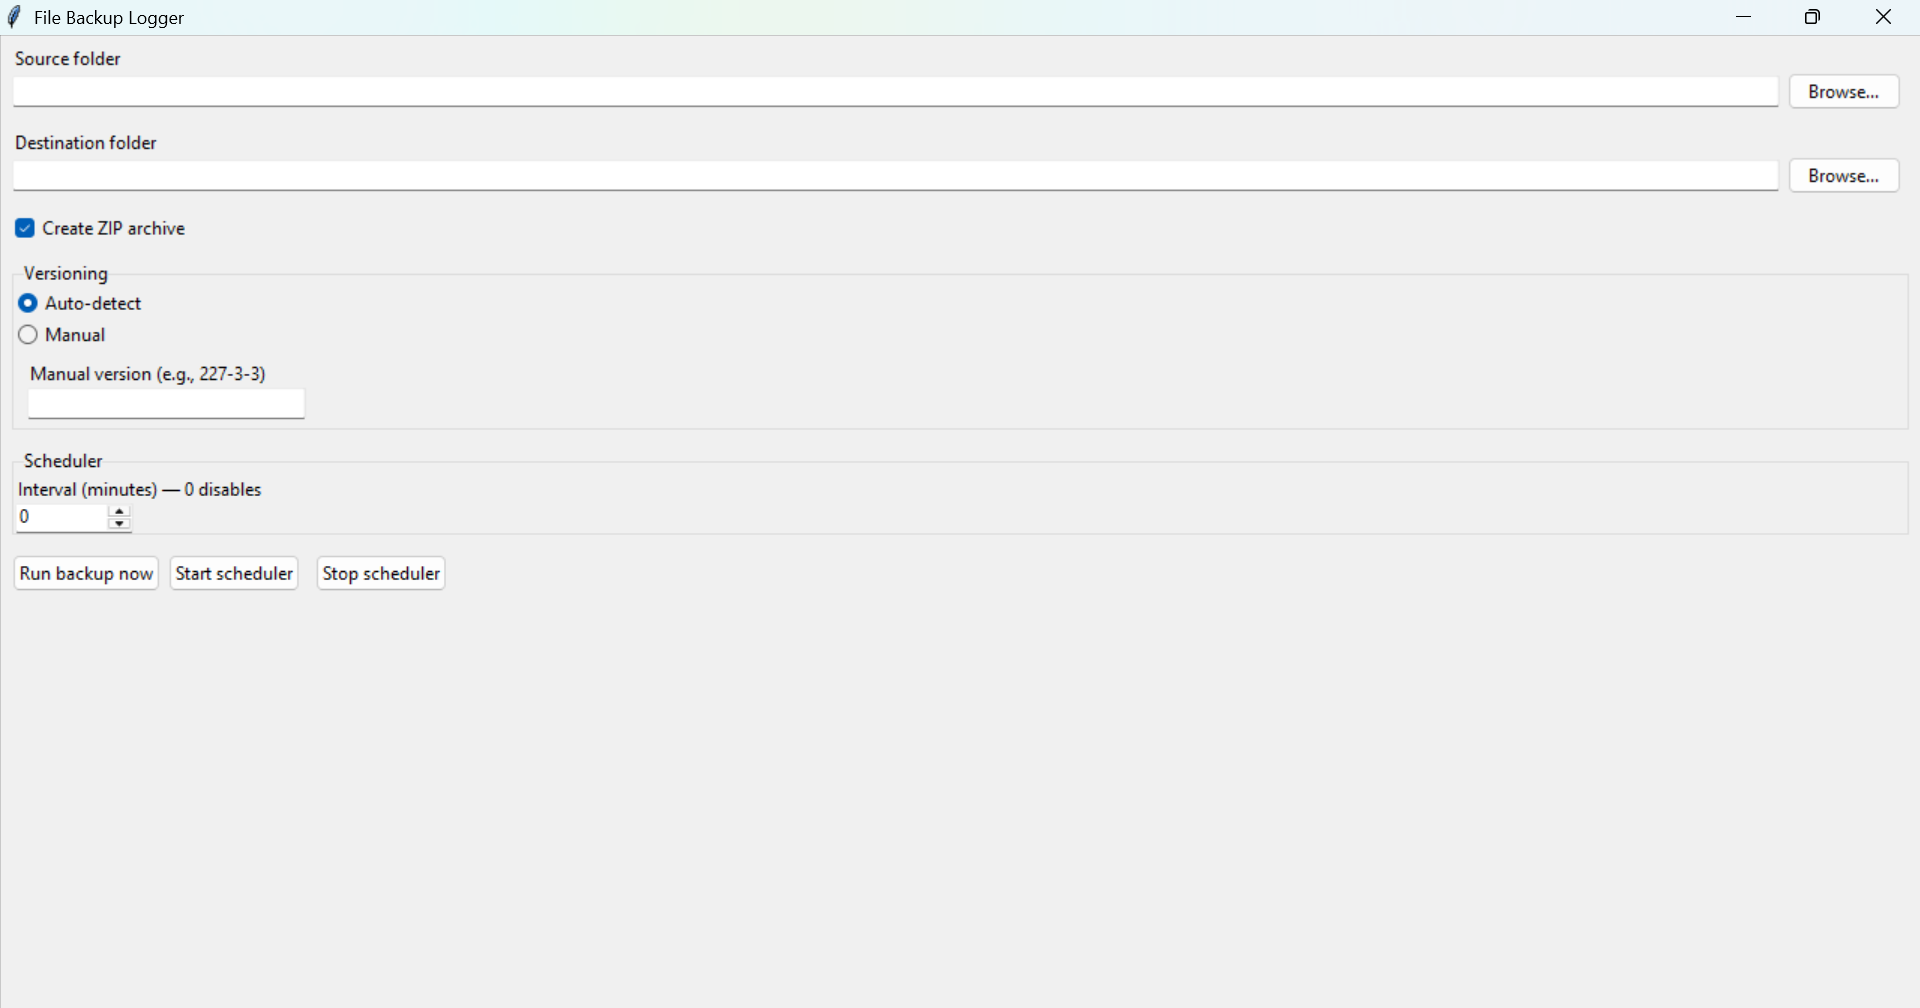 File Backup Logger
Source folder
Browse...
Destination folder
Browse...
Create ZIP archive
Versioning
Auto-detect
Manual
Manual version (e.g., 227-3-3)
Scheduler
Interval (minutes) — 0 disables
0
Run backup now Start scheduler Stop scheduler